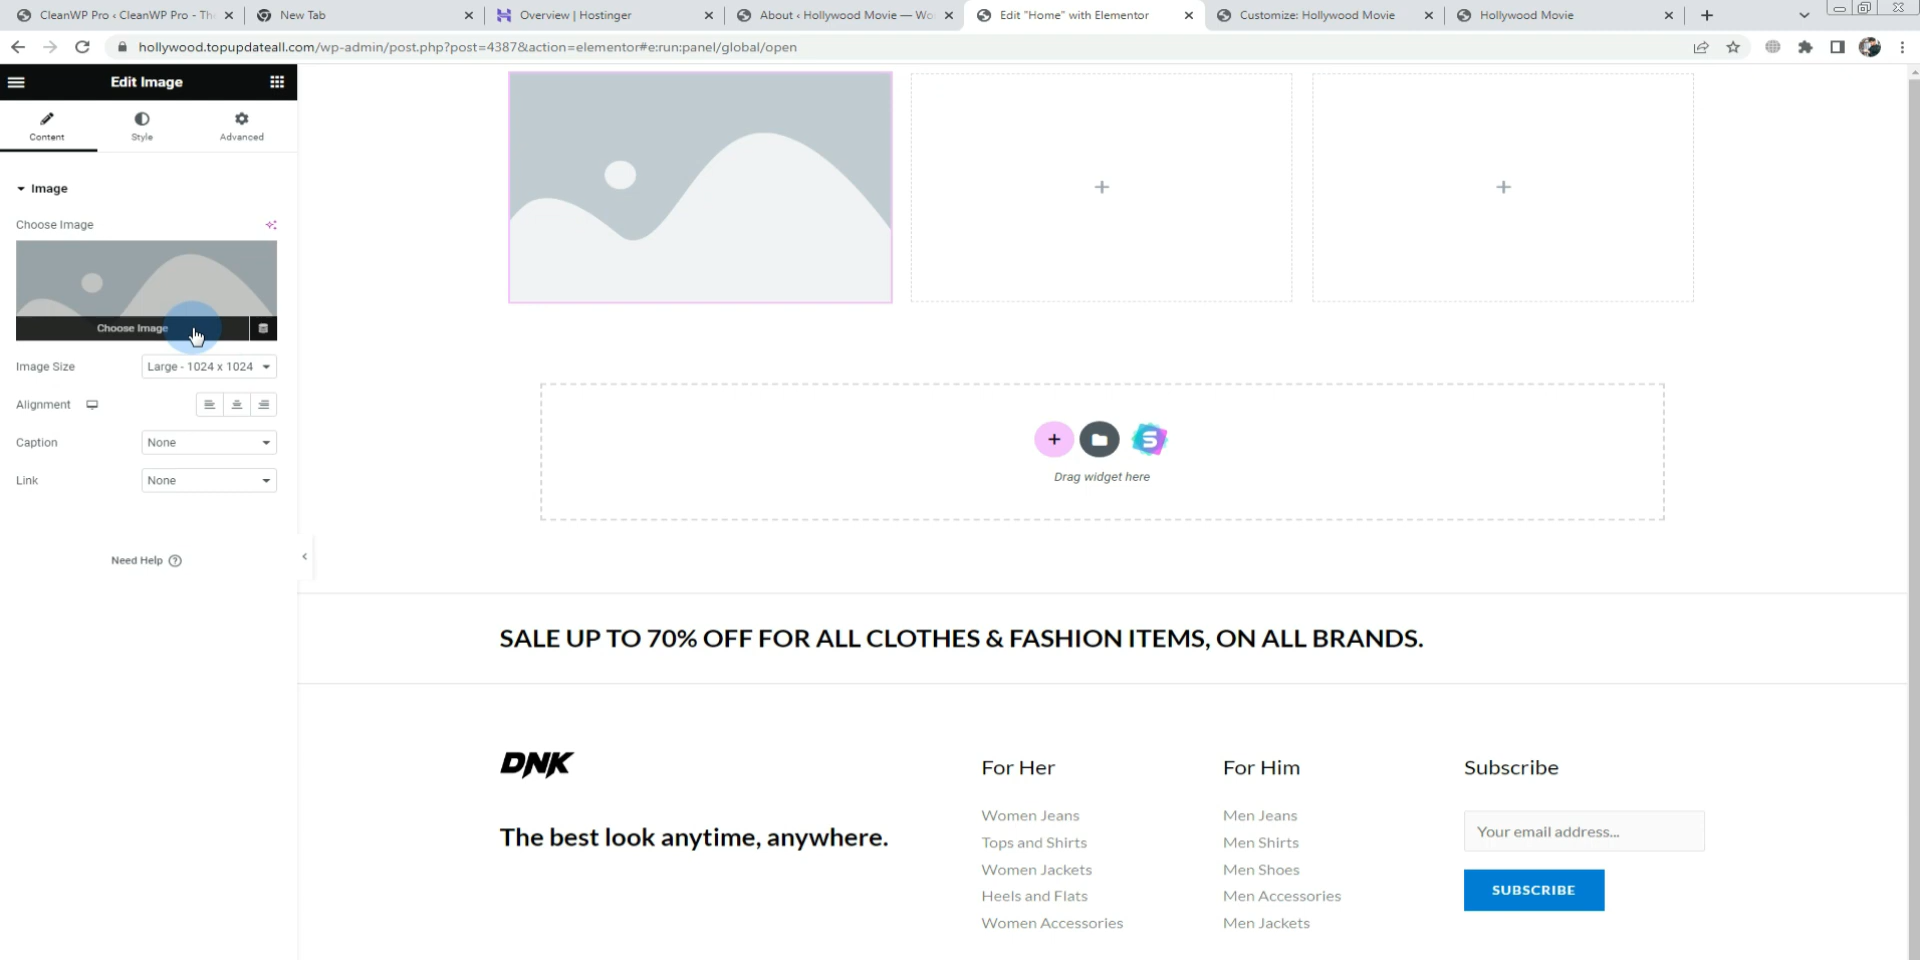 CleanWP Pro ‹ CleanWP Pro - Th
New Tab
Overview | Hostinger
About ‹ Hollywood Movie — Wo
Edit "Home" with Elementor
Customize: Hollywood Movie
Hollywood Movie
hollywood.topupdateall.com/wp-admin/post.php?post=4387&action=elementor#e:run:panel/global/open
Edit Image
Content
Style
Advanced
Image
Choose Image
Choose Image
Image Size
Large - 1024 x 1024
Alignment
Caption
None
Link
None
Need Help
Drag widget here
SALE UP TO 70% OFF FOR ALL CLOTHES & FASHION ITEMS, ON ALL BRANDS.
DNK
The best look anytime, anywhere.
For Her
Women Jeans
Tops and Shirts
Women Jackets
Heels and Flats
Women Accessories
For Him
Men Jeans
Men Shirts
Men Shoes
Men Accessories
Men Jackets
Subscribe
Your email address...
SUBSCRIBE